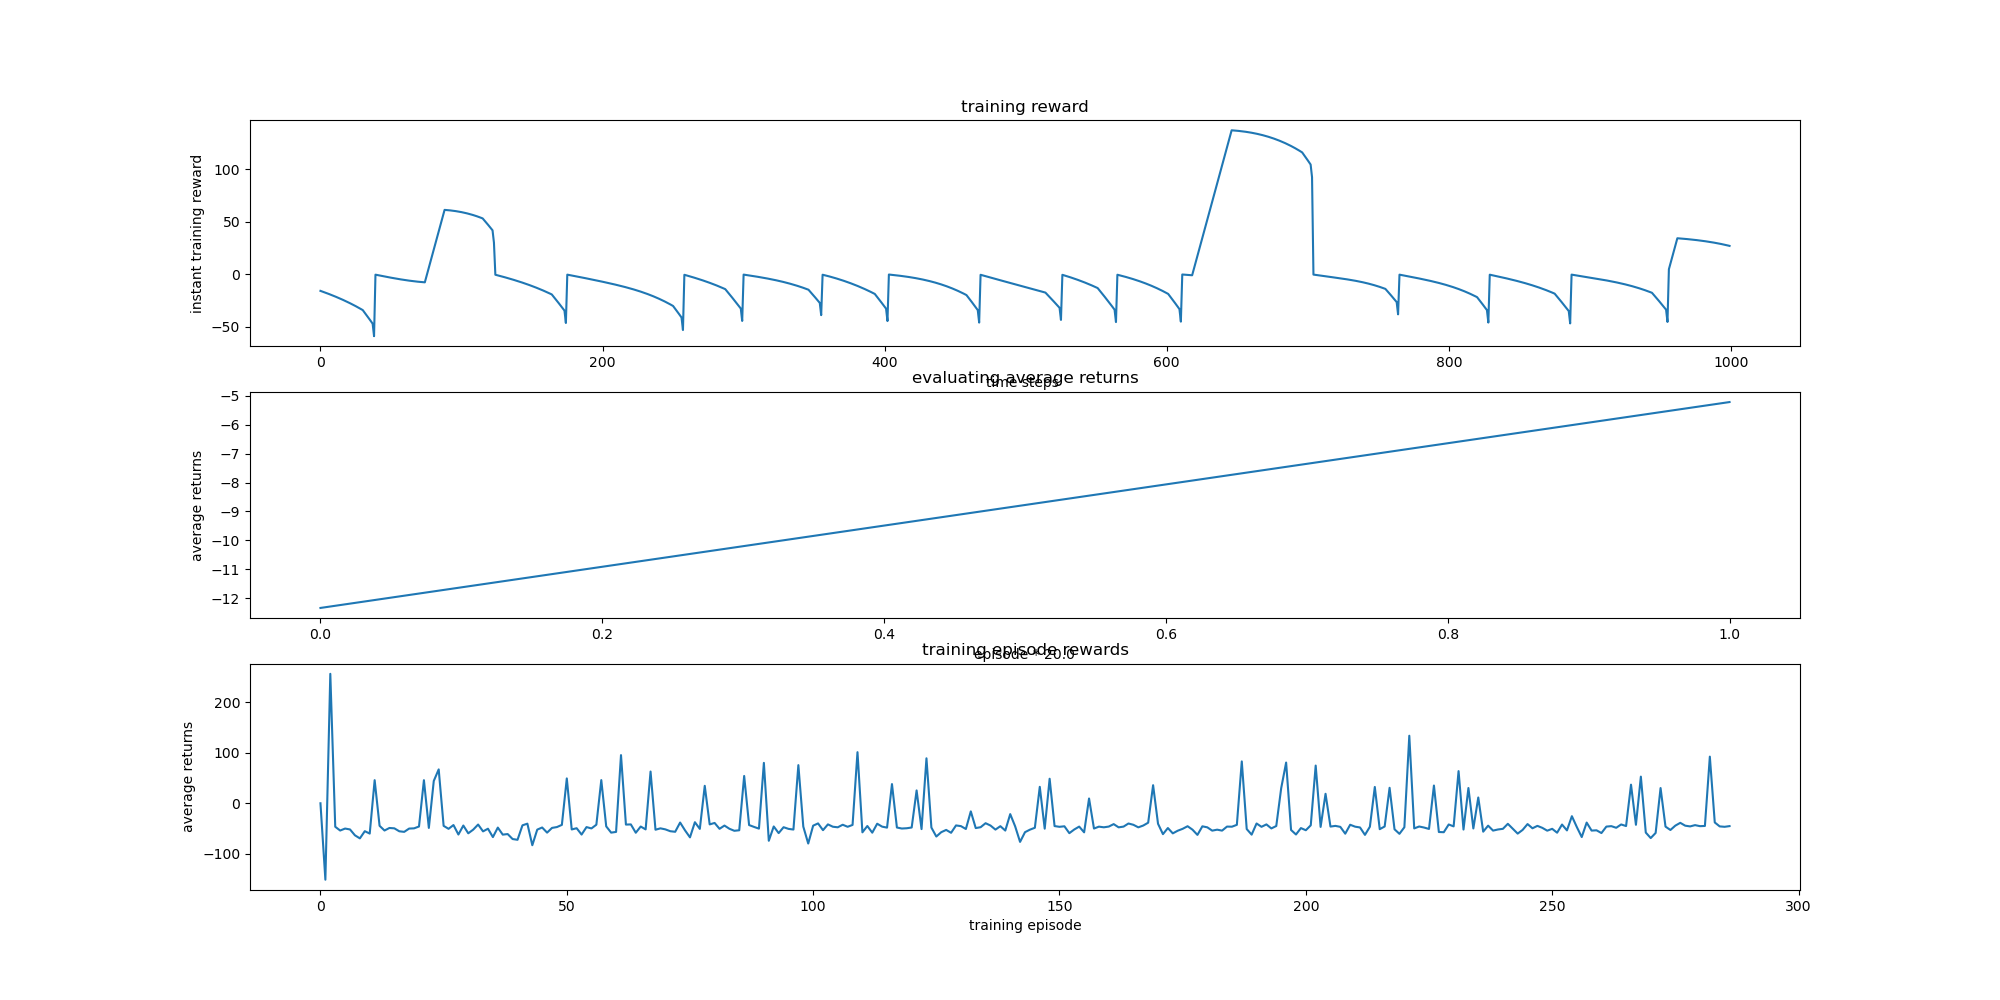 training reward
instant training reward
100
50
0
−50
0 200 400 600 800 1000
time steps
evaluating average returns
average returns
−5
−6
−7
−8
−9
−10
−11
−12
0.0 0.2 0.4 0.6 0.8 1.0
episode * 20.0
training episode rewards
average returns
200
100
0
−100
0 50 100 150 200 250 300
training episode